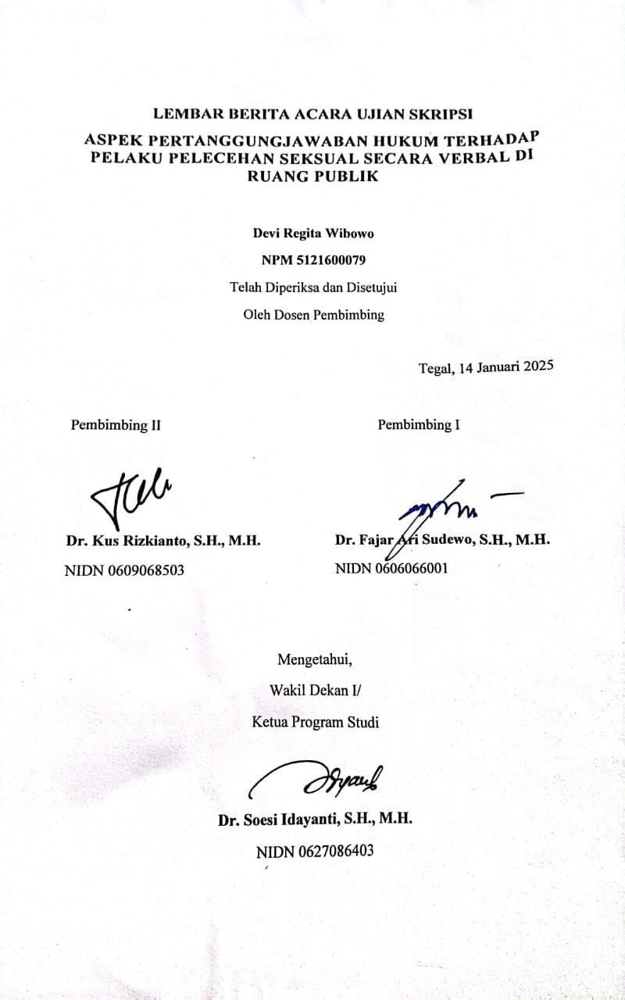 LEMBAR BERITA ACARA UJIAN SKRIPSI
ASPEK PERTANGGUNGJAWABAN HUKUM TERHADAP
PELAKU PELECEHAN SEKSUAL SECARA VERBAL DI
RUANG PUBLIK
Devi Regita Wibowo
NPM 5121600079
Telah Diperiksa dan Disetujui
Oleh Dosen Pembimbing
Tegal, 14 Januari 2025
Pembimbing II
Pembimbing I
Dr. Kus Rizkianto, S.H., M.H.
Dr. Fajar Ari Sudewo, S.H., M.H.
NIDN 0609068503
NIDN 0606066001
Mengetahui,
Wakil Dekan I/
Ketua Program Studi
Dr. Soesi Idayanti, S.H., M.H.
NIDN 0627086403